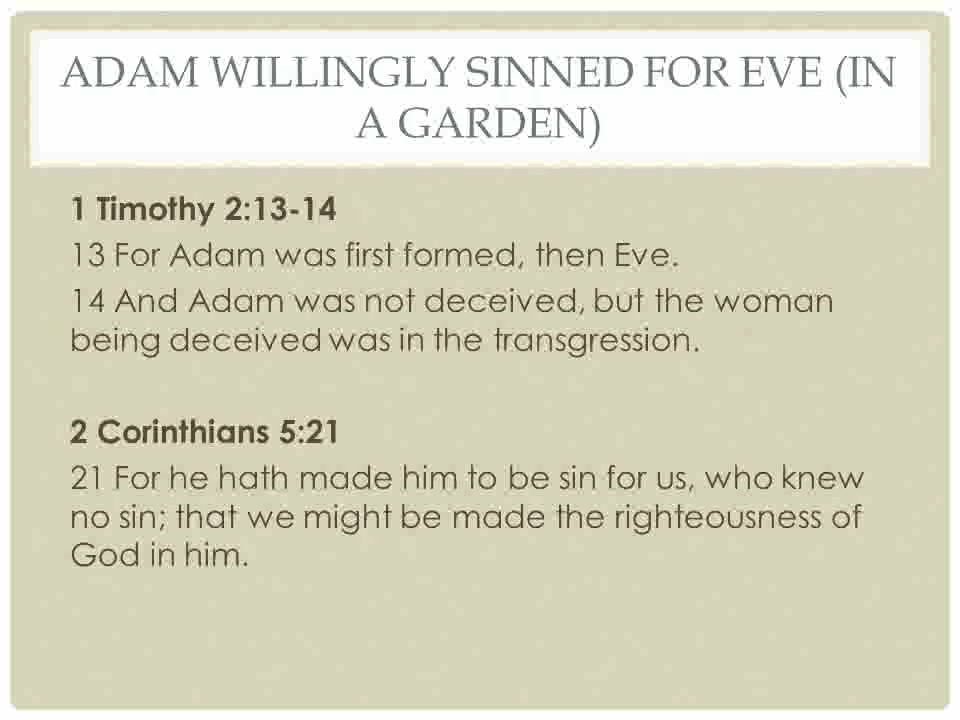 ADAM WILLINGLY SINNED FOR EVE (IN
A GARDEN)
1 Timothy 2:13-14
13 For Adam was first formed, then Eve.
14 And Adam was not deceived, but the woman
being deceived was in the transgression.
2 Corinthians 5:21
21 For he hath made him to be sin for us, who knew
no sin; that we might be made the righteousness of
God in him.